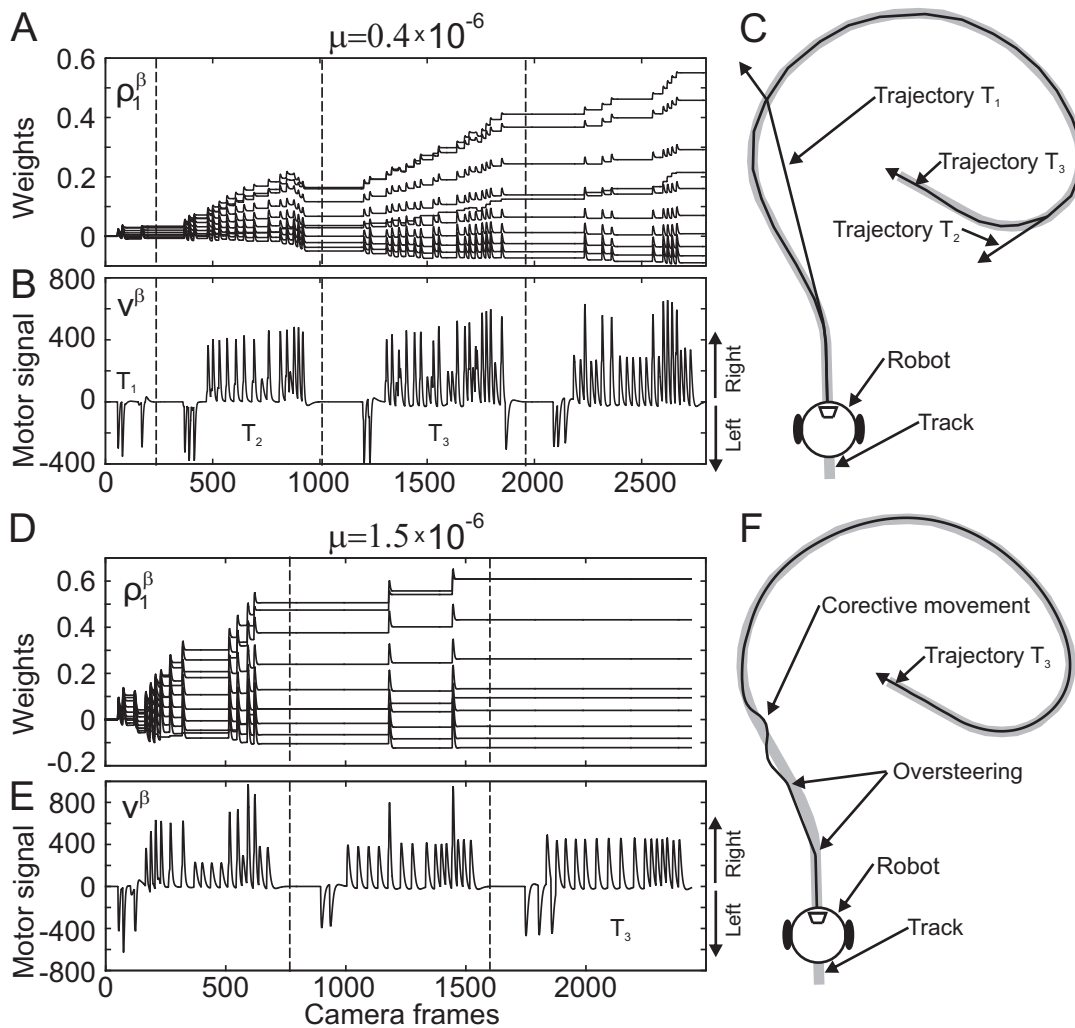 A
μ=0.4×10⁻⁶
ρ₁ᵝ
Weights
0.6
0.4
0.2
0
B
vᵝ
Motor signal
800
400
0
-400
T₁
T₂
T₃
Right
Left
0
500
1000
1500
2000
2500
C
Trajectory T₁
Trajectory T₃
Trajectory T₂
Robot
Track
D
μ=1.5×10⁻⁶
ρ₁ᵝ
Weights
0.6
0.4
0.2
0
-0.2
E
vᵝ
Motor signal
800
400
0
-400
-800
T₃
Right
Left
0
500
1000
1500
2000
Camera frames
F
Corective movement
Trajectory T₃
Oversteering
Robot
Track